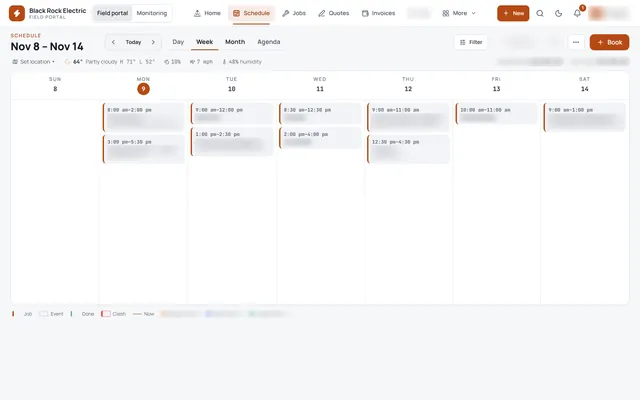 Black Rock Electric
FIELD PORTAL
Field portal
Monitoring
Home
Schedule
Jobs
Quotes
Invoices
More
+ New
SCHEDULE
Nov 8 – Nov 14
Today
Day
Week
Month
Agenda
Filter
+ Book
Set location
64° Partly cloudy H 71° L 52°
10%
7 mph
48% humidity
SUN
8
MON
9
TUE
10
WED
11
THU
12
FRI
13
SAT
14
8:00 am–2:00 pm
3:00 pm–5:30 pm
9:00 am–12:00 pm
1:00 pm–2:30 pm
8:30 am–12:30 pm
2:00 pm–4:00 pm
9:00 am–11:00 am
12:30 pm–4:30 pm
10:00 am–11:00 am
9:00 am–1:00 pm
Job
Event
Done
Clash
Now